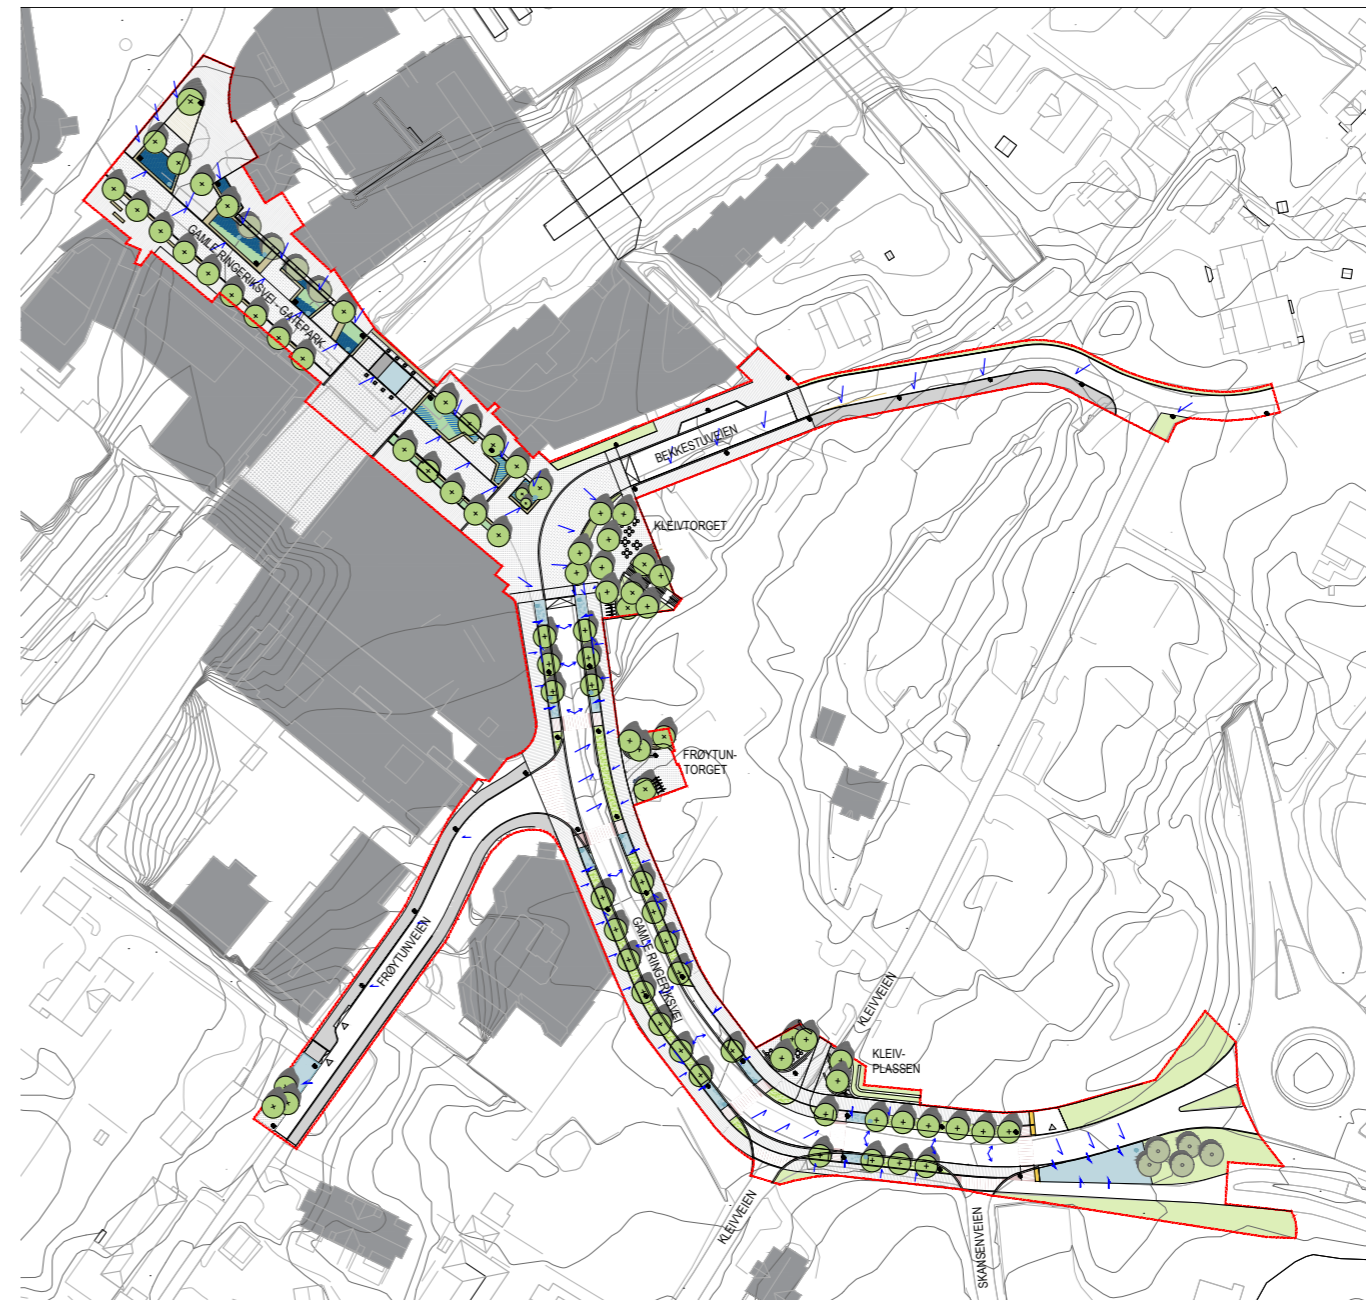 GAMLE RINGERIKSVEI - GATEPARK
BEKKESTUVEIEN
KLEIVTORGET
FRØYTUN-
TORGET
FRØYTUNVEIEN
GAMLE RINGERIKSVEI
KLEIVVEIEN
KLEIV-
PLASSEN
KLEIVVEIEN
SKANSENVEIEN